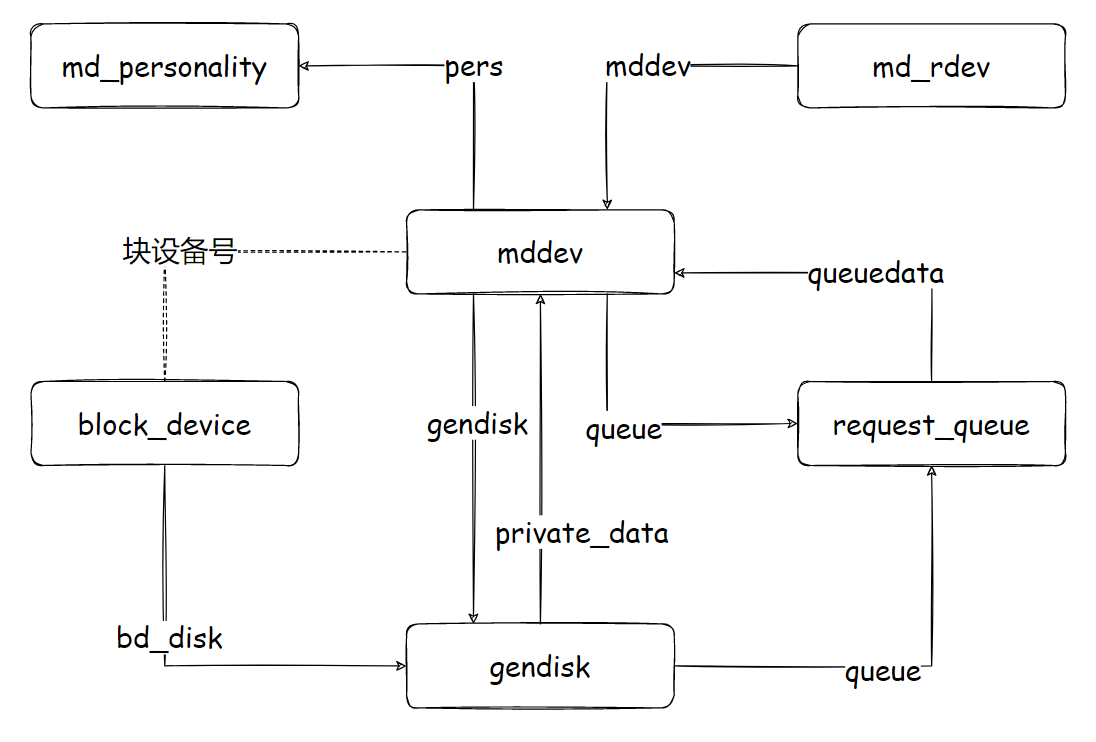 md_personality
pers
mddev
md_rdev
块设备号
mddev
queuedata
block_device
gendisk
queue
request_queue
private_data
bd_disk
gendisk
queue